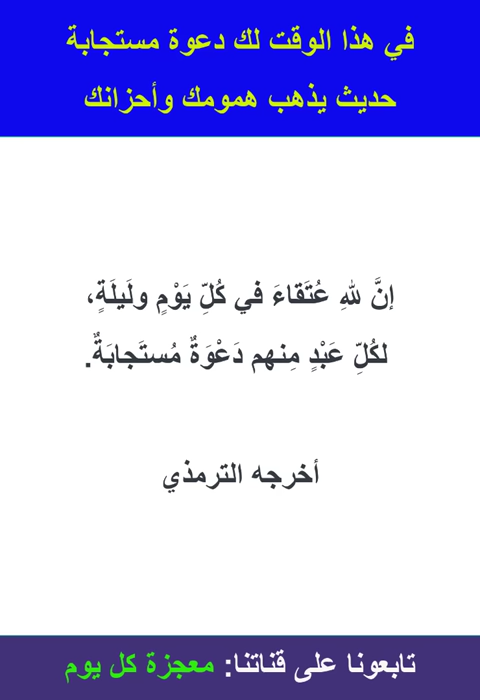 في هذا الوقت لك دعوة مستجابة
حديث يذهب همومك وأحزانك
إنَّ للهِ عُتَقاءَ في كُلِّ يَوْمٍ ولَيلَةٍ،
لكُلِّ عَبْدٍ مِنهم دَعْوَةٌ مُستَجابَةٌ.
أخرجه الترمذي
تابعونا على قناتنا: معجزة كل يوم